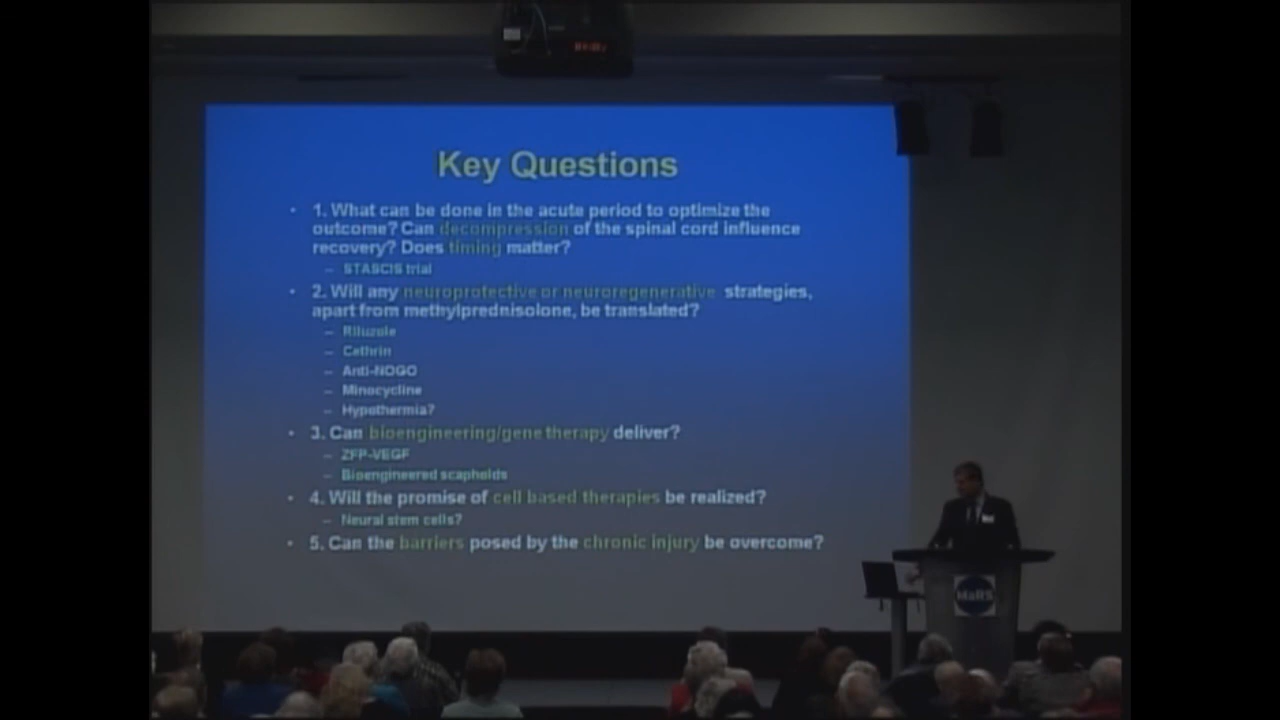 Key Questions
• 1. What can be done in the acute period to optimize the
outcome? Can decompression of the spinal cord influence
recovery? Does timing matter?
– STASCIS trial
• 2. Will any neuroprotective or neuroregenerative strategies,
apart from methylprednisolone, be translated?
– Riluzole
– Cethrin
– Anti-NOGO
– Minocycline
– Hypothermia?
• 3. Can bioengineering/gene therapy deliver?
– ZFP-VEGF
– Bioengineered scapholds
• 4. Will the promise of cell based therapies be realized?
– Neural stem cells?
• 5. Can the barriers posed by the chronic injury be overcome?
MaRS